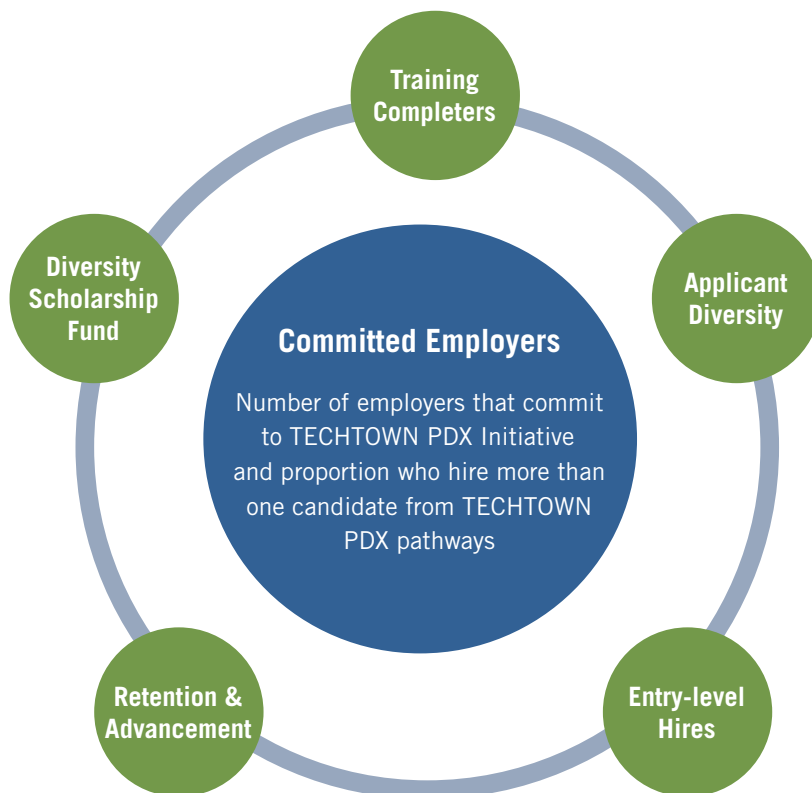 Training
Completers
Diversity
Scholarship
Fund
Applicant
Diversity
Committed Employers
Number of employers that commit
to TECHTOWN PDX Initiative
and proportion who hire more than
one candidate from TECHTOWN
PDX pathways
Retention &
Advancement
Entry-level
Hires